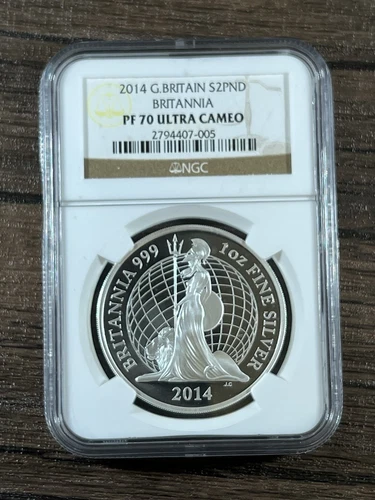 2014 G.BRITAIN S2PND
BRITANNIA
PF 70 ULTRA CAMEO
2794407-005
NGC
BRITANNIA 999 1OZ FINE SILVER
J.C
2014